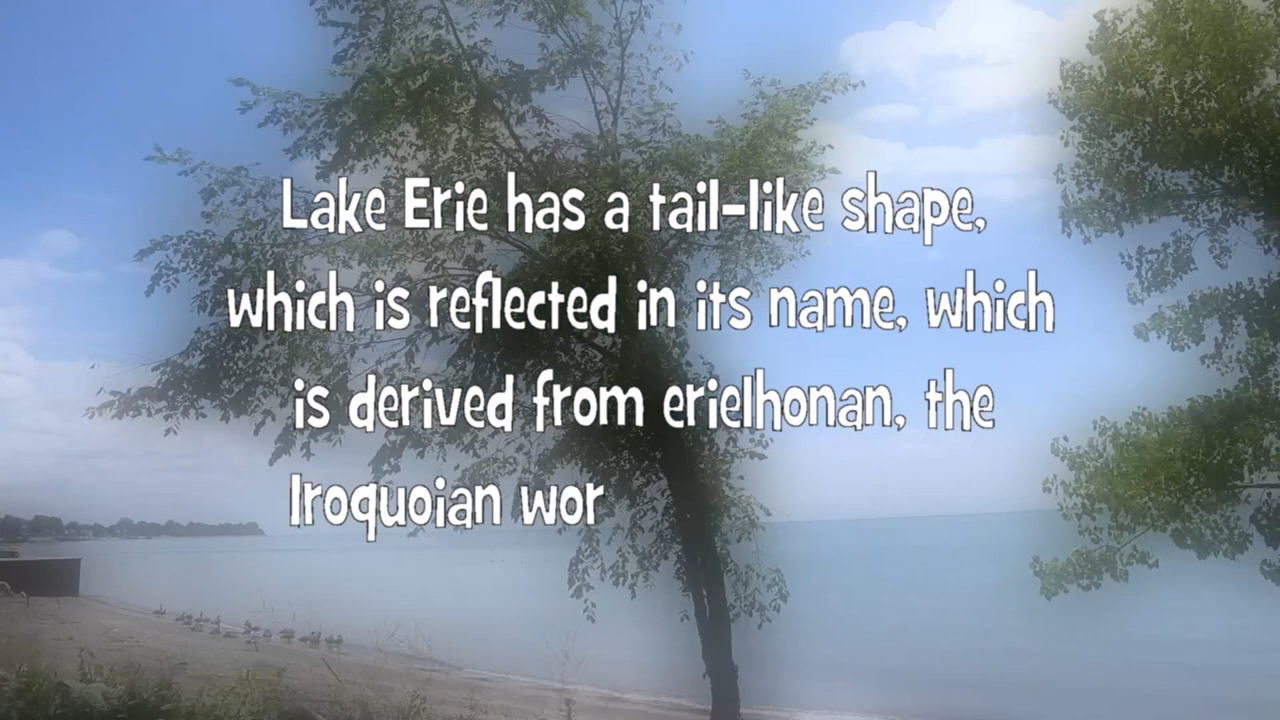 Lake Erie has a tail-like shape,
which is reflected in its name, which
is derived from erielhonan, the
Iroquoian wor